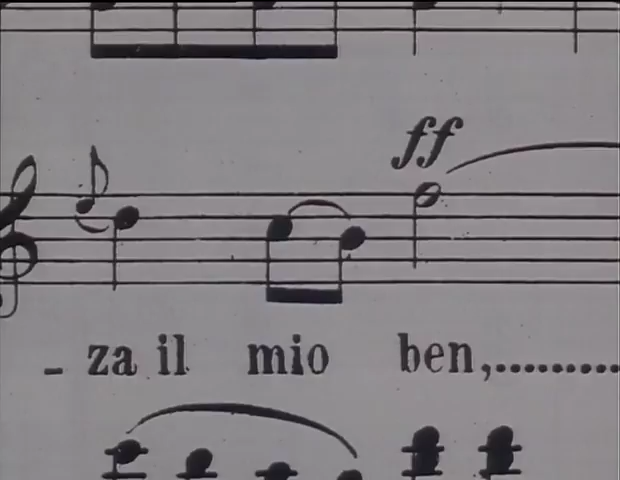 ff
- za il mio ben,.........